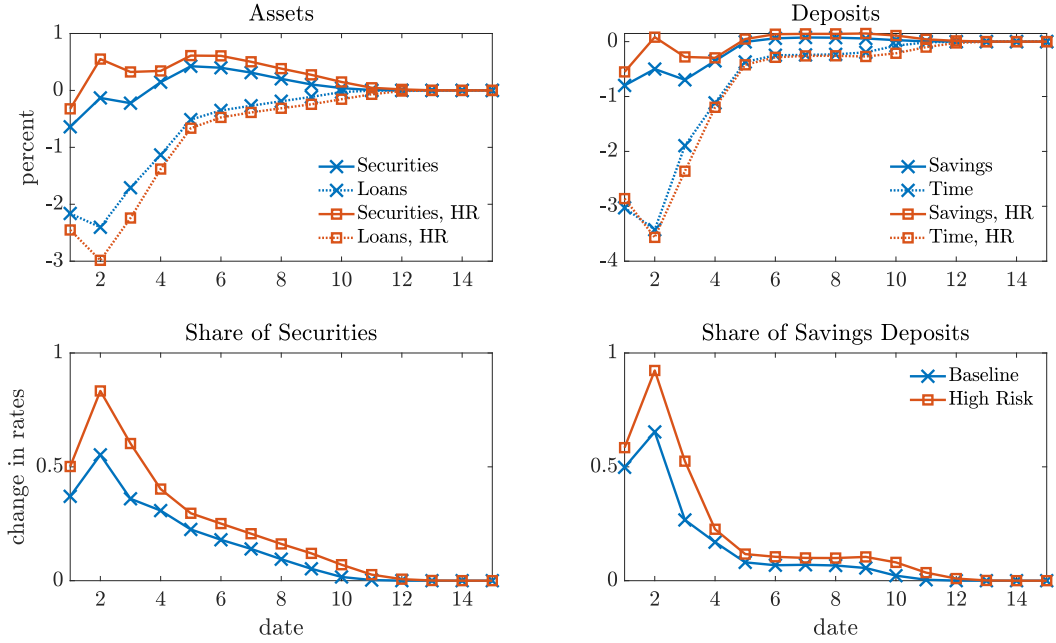 Assets
1
0
-1
-2
-3
percent
2 4 6 8 10 12 14
Securities
Loans
Securities, HR
Loans, HR
Deposits
0
-1
-2
-3
-4
2 4 6 8 10 12 14
Savings
Time
Savings, HR
Time, HR
Share of Securities
1
0.5
0
change in rates
2 4 6 8 10 12 14
date
Share of Savings Deposits
1
0.5
0
2 4 6 8 10 12 14
date
Baseline
High Risk